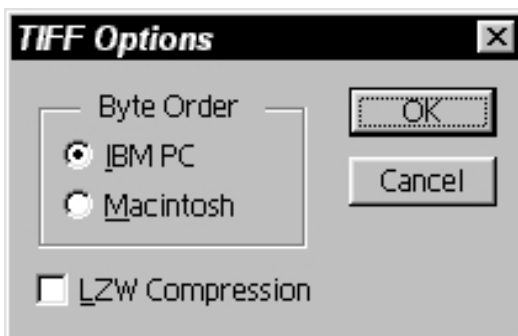 TIFF Options
Byte Order
IBM PC
Macintosh
OK
Cancel
LZW Compression